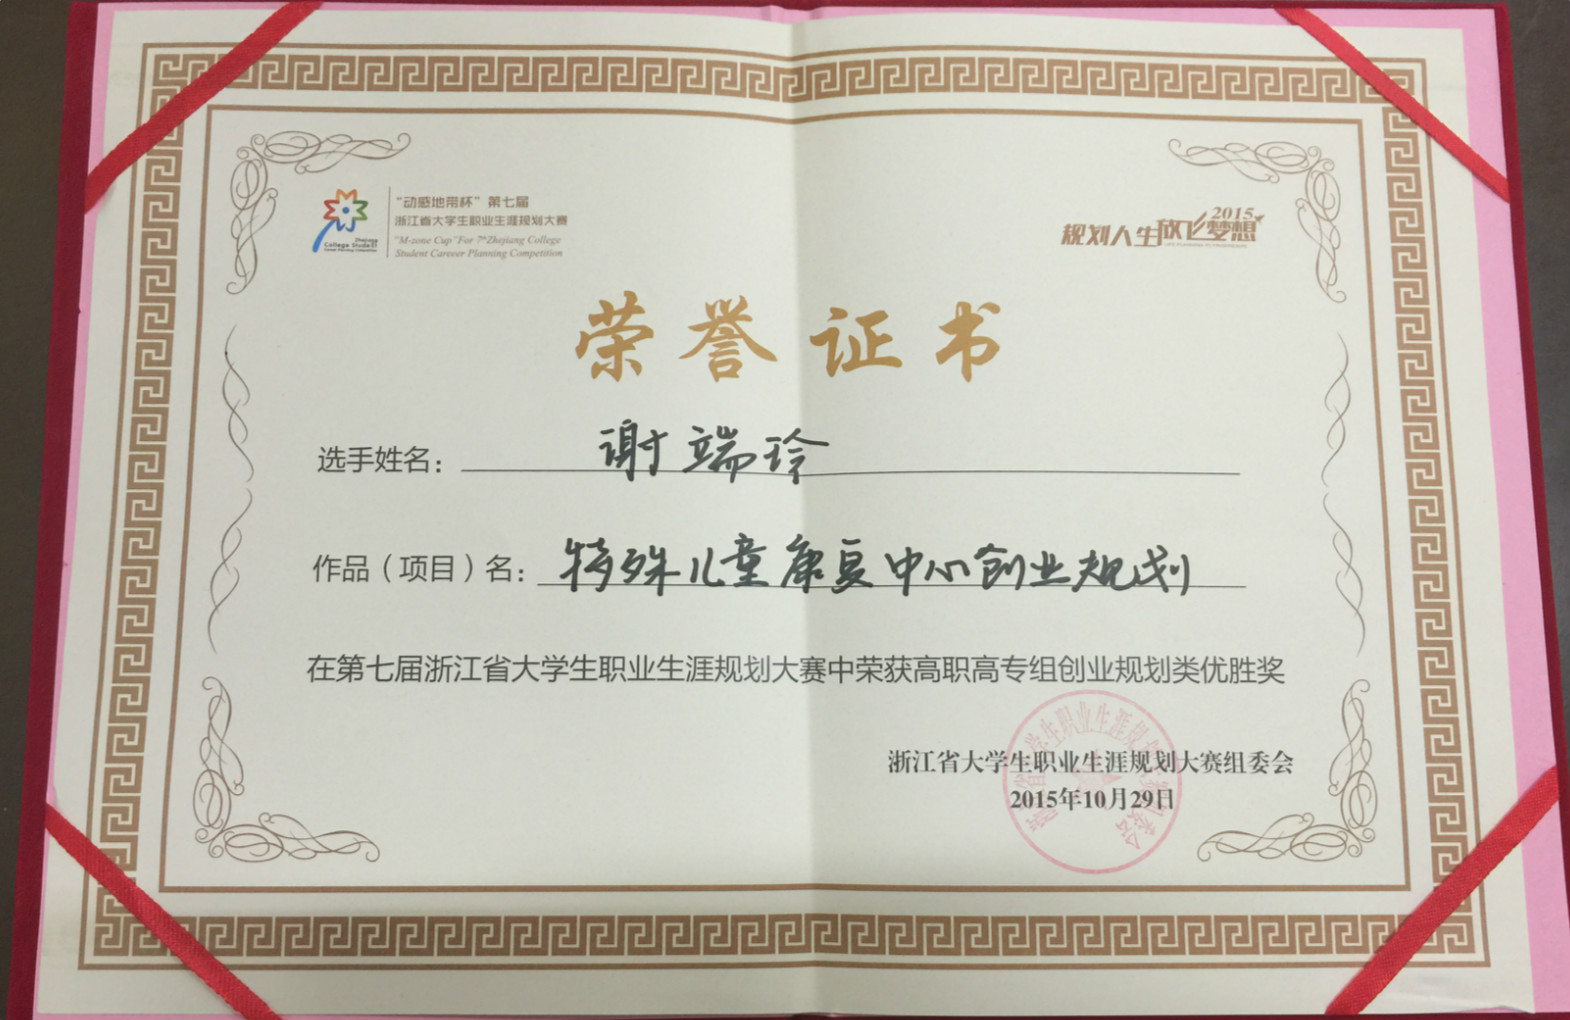 “动感地带杯”第七届
浙江省大学生职业生涯规划大赛
"M-zone Cup"For 7th Zhejiang College
Student Careeer Planning Competition
Zhejiang
College Student
Career Planning Competition
2015
规划人生放飞梦想
荣誉证书
选手姓名：谢端玲
作品（项目）名：特殊儿童康复中心创业规划
在第七届浙江省大学生职业生涯规划大赛中荣获高职高专组创业规划类优胜奖
浙江省大学生职业生涯规划大赛组委会
2015年10月29日